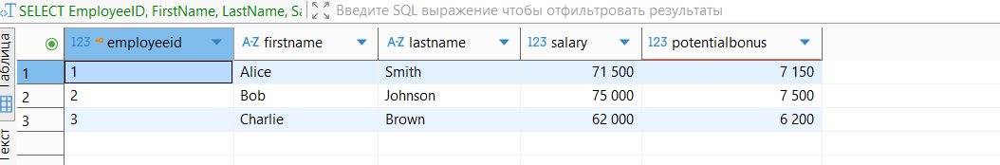 SELECT EmployeeID, FirstName, LastName, Sa Введите SQL выражение чтобы отфильтровать результаты
Таблица
Текст
123 employeeid A-Z firstname A-Z lastname 123 salary 123 potentialbonus
1 1 Alice Smith 71 500 7 150
2 2 Bob Johnson 75 000 7 500
3 3 Charlie Brown 62 000 6 200